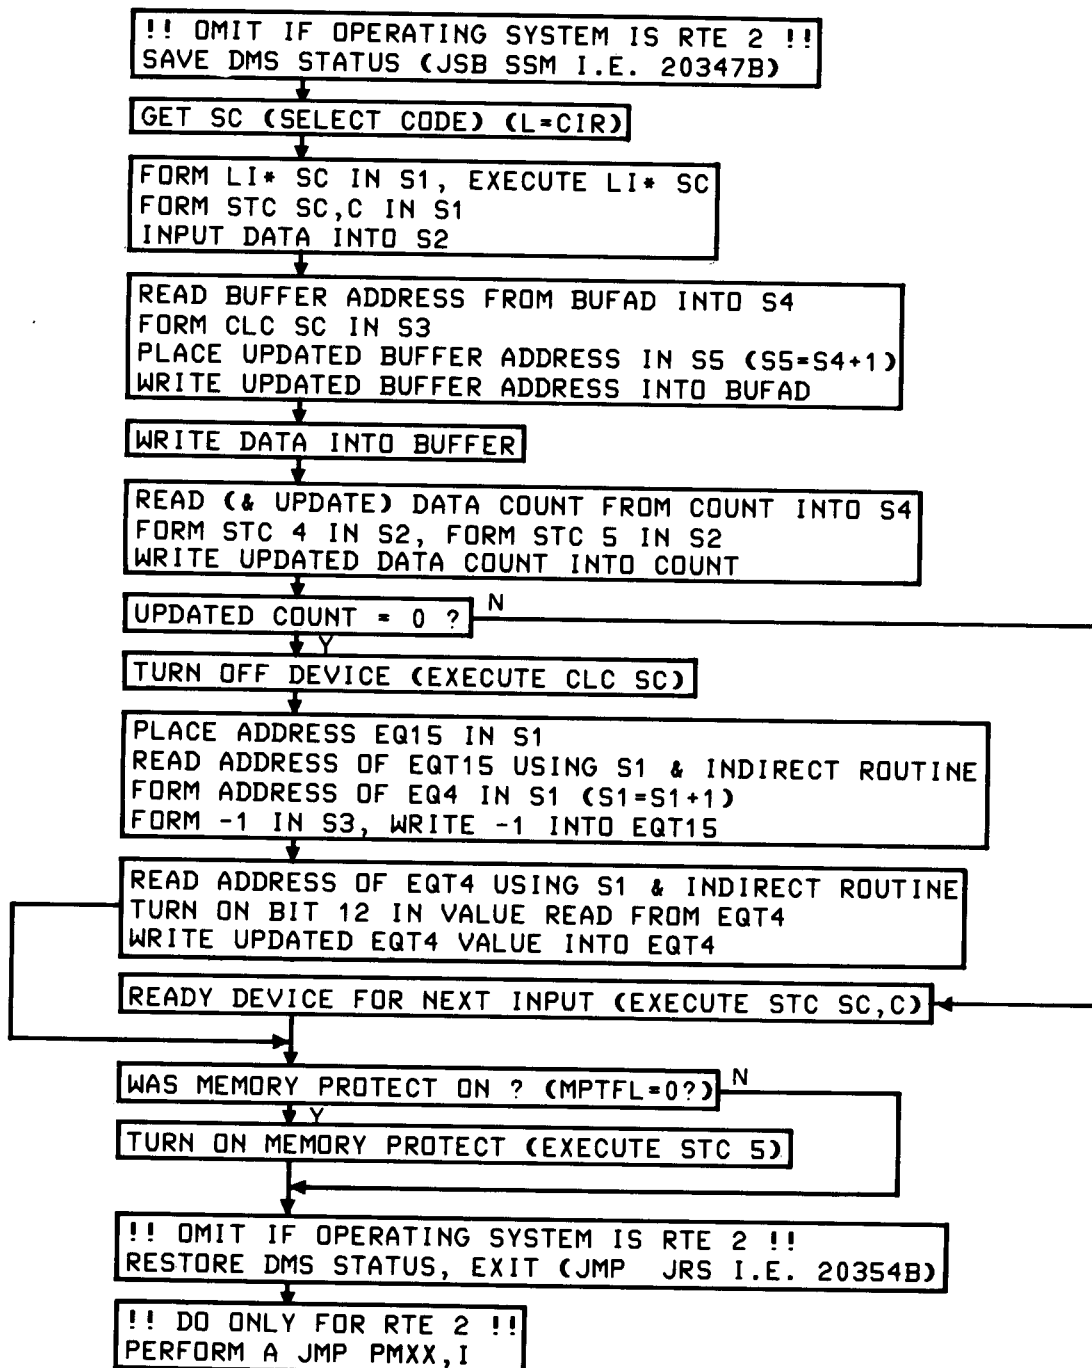 !! OMIT IF OPERATING SYSTEM IS RTE 2 !!
SAVE DMS STATUS (JSB SSM I.E. 20347B)
GET SC (SELECT CODE) (L=CIR)
FORM LI* SC IN S1, EXECUTE LI* SC
FORM STC SC,C IN S1
INPUT DATA INTO S2
READ BUFFER ADDRESS FROM BUFAD INTO S4
FORM CLC SC IN S3
PLACE UPDATED BUFFER ADDRESS IN S5 (S5=S4+1)
WRITE UPDATED BUFFER ADDRESS INTO BUFAD
WRITE DATA INTO BUFFER
READ (& UPDATE) DATA COUNT FROM COUNT INTO S4
FORM STC 4 IN S2, FORM STC 5 IN S2
WRITE UPDATED DATA COUNT INTO COUNT
UPDATED COUNT = 0 ? N
Y
TURN OFF DEVICE (EXECUTE CLC SC)
PLACE ADDRESS EQ15 IN S1
READ ADDRESS OF EQT15 USING S1 & INDIRECT ROUTINE
FORM ADDRESS OF EQ4 IN S1 (S1=S1+1)
FORM -1 IN S3, WRITE -1 INTO EQT15
READ ADDRESS OF EQT4 USING S1 & INDIRECT ROUTINE
TURN ON BIT 12 IN VALUE READ FROM EQT4
WRITE UPDATED EQT4 VALUE INTO EQT4
READY DEVICE FOR NEXT INPUT (EXECUTE STC SC,C)
WAS MEMORY PROTECT ON ? (MPTFL=0?) N
Y
TURN ON MEMORY PROTECT (EXECUTE STC 5)
!! OMIT IF OPERATING SYSTEM IS RTE 2 !!
RESTORE DMS STATUS, EXIT (JMP JRS I.E. 20354B)
!! DO ONLY FOR RTE 2 !!
PERFORM A JMP PMXX,I